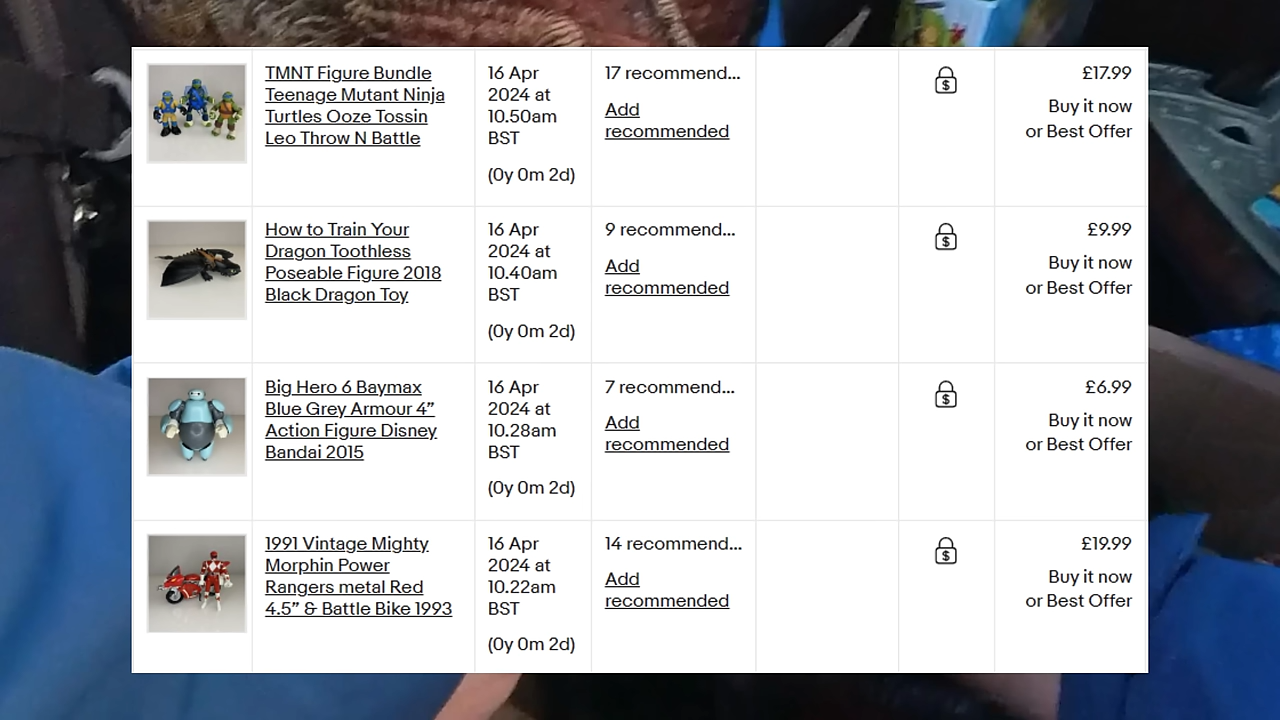 TMNT Figure Bundle
Teenage Mutant Ninja
Turtles Ooze Tossin
Leo Throw N Battle
16 Apr
2024 at
10.50am
BST
(0y 0m 2d)
17 recommend...
Add
recommended
$
£17.99
Buy it now
or Best Offer
How to Train Your
Dragon Toothless
Poseable Figure 2018
Black Dragon Toy
16 Apr
2024 at
10.40am
BST
(0y 0m 2d)
9 recommend...
Add
recommended
$
£9.99
Buy it now
or Best Offer
Big Hero 6 Baymax
Blue Grey Armour 4”
Action Figure Disney
Bandai 2015
16 Apr
2024 at
10.28am
BST
(0y 0m 2d)
7 recommend...
Add
recommended
$
£6.99
Buy it now
or Best Offer
1991 Vintage Mighty
Morphin Power
Rangers metal Red
4.5” & Battle Bike 1993
16 Apr
2024 at
10.22am
BST
(0y 0m 2d)
14 recommend...
Add
recommended
$
£19.99
Buy it now
or Best Offer